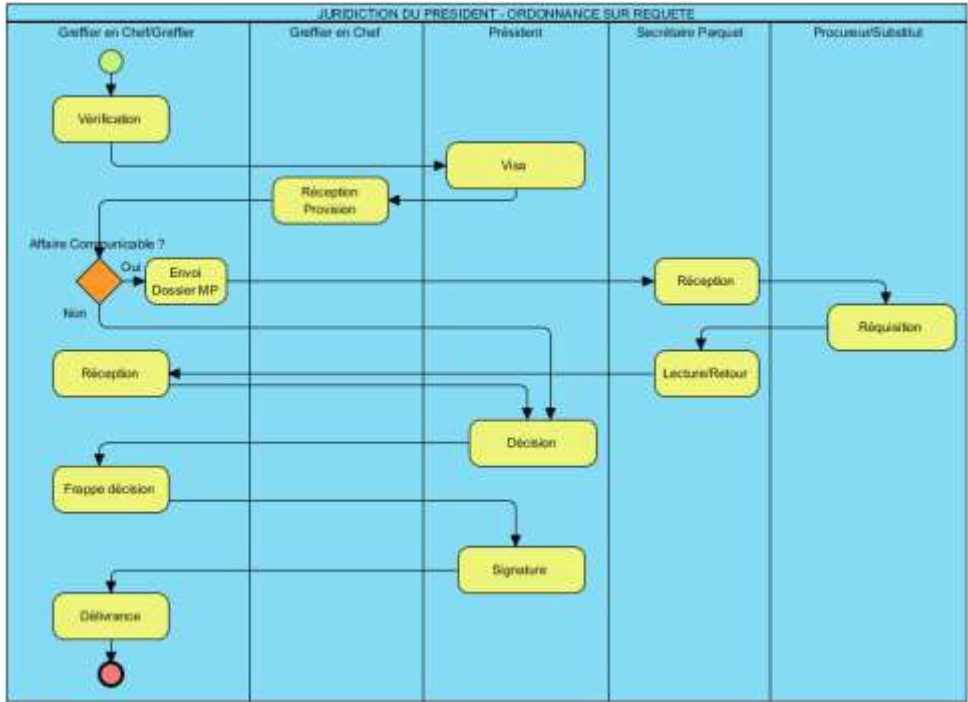 JURIDICTION DU PRESIDENT - ORDONNANCE SUR REQUETE
Greffier en Chef/Greffier
Greffier en Chef
Président
Secrétaire Parquet
Procureur/Substitut
Vérification
Visa
Réception
Provision
Affaire Communicable ?
Oui
Envoi
Dossier MP
Réception
Non
Réquisition
Réception
Lecture/Retour
Décision
Frappe décision
Signature
Délivrance